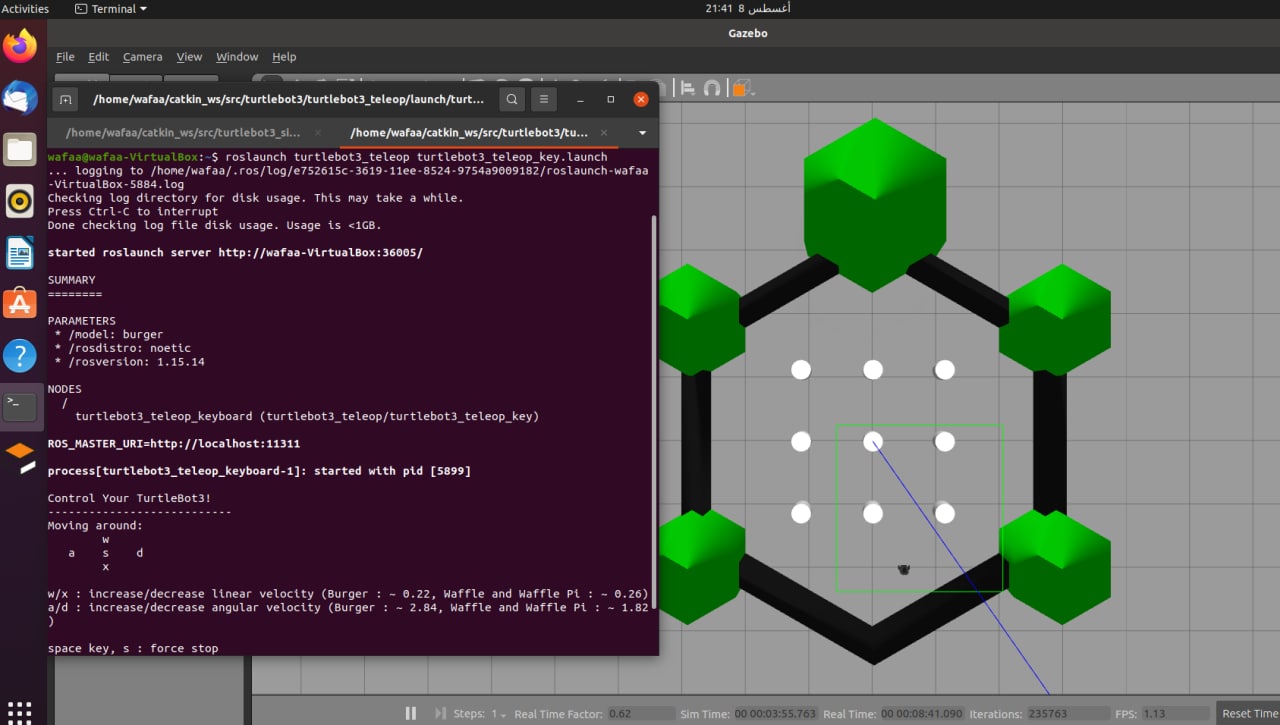 Activities
Terminal
21:41 8 أغسطس
Gazebo
File Edit Camera View Window Help
/home/wafaa/catkin_ws/src/turtlebot3/turtlebot3_teleop/launch/turt...
/home/wafaa/catkin_ws/src/turtlebot3_si...
/home/wafaa/catkin_ws/src/turtlebot3/tu...
wafaa@wafaa-VirtualBox:~$ roslaunch turtlebot3_teleop turtlebot3_teleop_key.launch
... logging to /home/wafaa/.ros/log/e752615c-3619-11ee-8524-9754a9009182/roslaunch-wafaa
-VirtualBox-5884.log
Checking log directory for disk usage. This may take a while.
Press Ctrl-C to interrupt
Done checking log file disk usage. Usage is <1GB.
started roslaunch server http://wafaa-VirtualBox:36005/
SUMMARY
========
PARAMETERS
* /model: burger
* /rosdistro: noetic
* /rosversion: 1.15.14
NODES
/
turtlebot3_teleop_keyboard (turtlebot3_teleop/turtlebot3_teleop_key)
ROS_MASTER_URI=http://localhost:11311
process[turtlebot3_teleop_keyboard-1]: started with pid [5899]
Control Your TurtleBot3!
---------------------------
Moving around:
w
a s d
x
w/x : increase/decrease linear velocity (Burger : ~ 0.22, Waffle and Waffle Pi : ~ 0.26)
a/d : increase/decrease angular velocity (Burger : ~ 2.84, Waffle and Waffle Pi : ~ 1.82
)
space key, s : force stop
Steps: 1 Real Time Factor: 0.62 Sim Time: 00 00:03:55.763 Real Time: 00 00:08:41.090 Iterations: 235763 FPS: 1.13 Reset Time